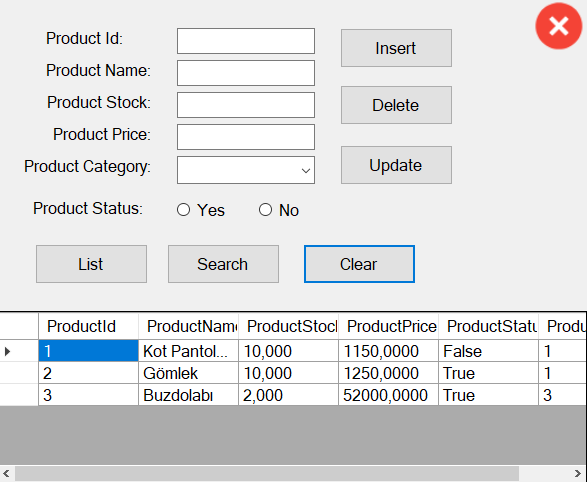 Product Id:
Insert
Product Name:
Product Stock:
Delete
Product Price:
Product Category:
Update
Product Status:
Yes
No
List
Search
Clear
ProductId ProductName ProductStock ProductPrice ProductStatu Produ
1 Kot Pantol... 10,000 1150,0000 False 1
2 Gömlek 10,000 1250,0000 True 1
3 Buzdolabı 2,000 52000,0000 True 3